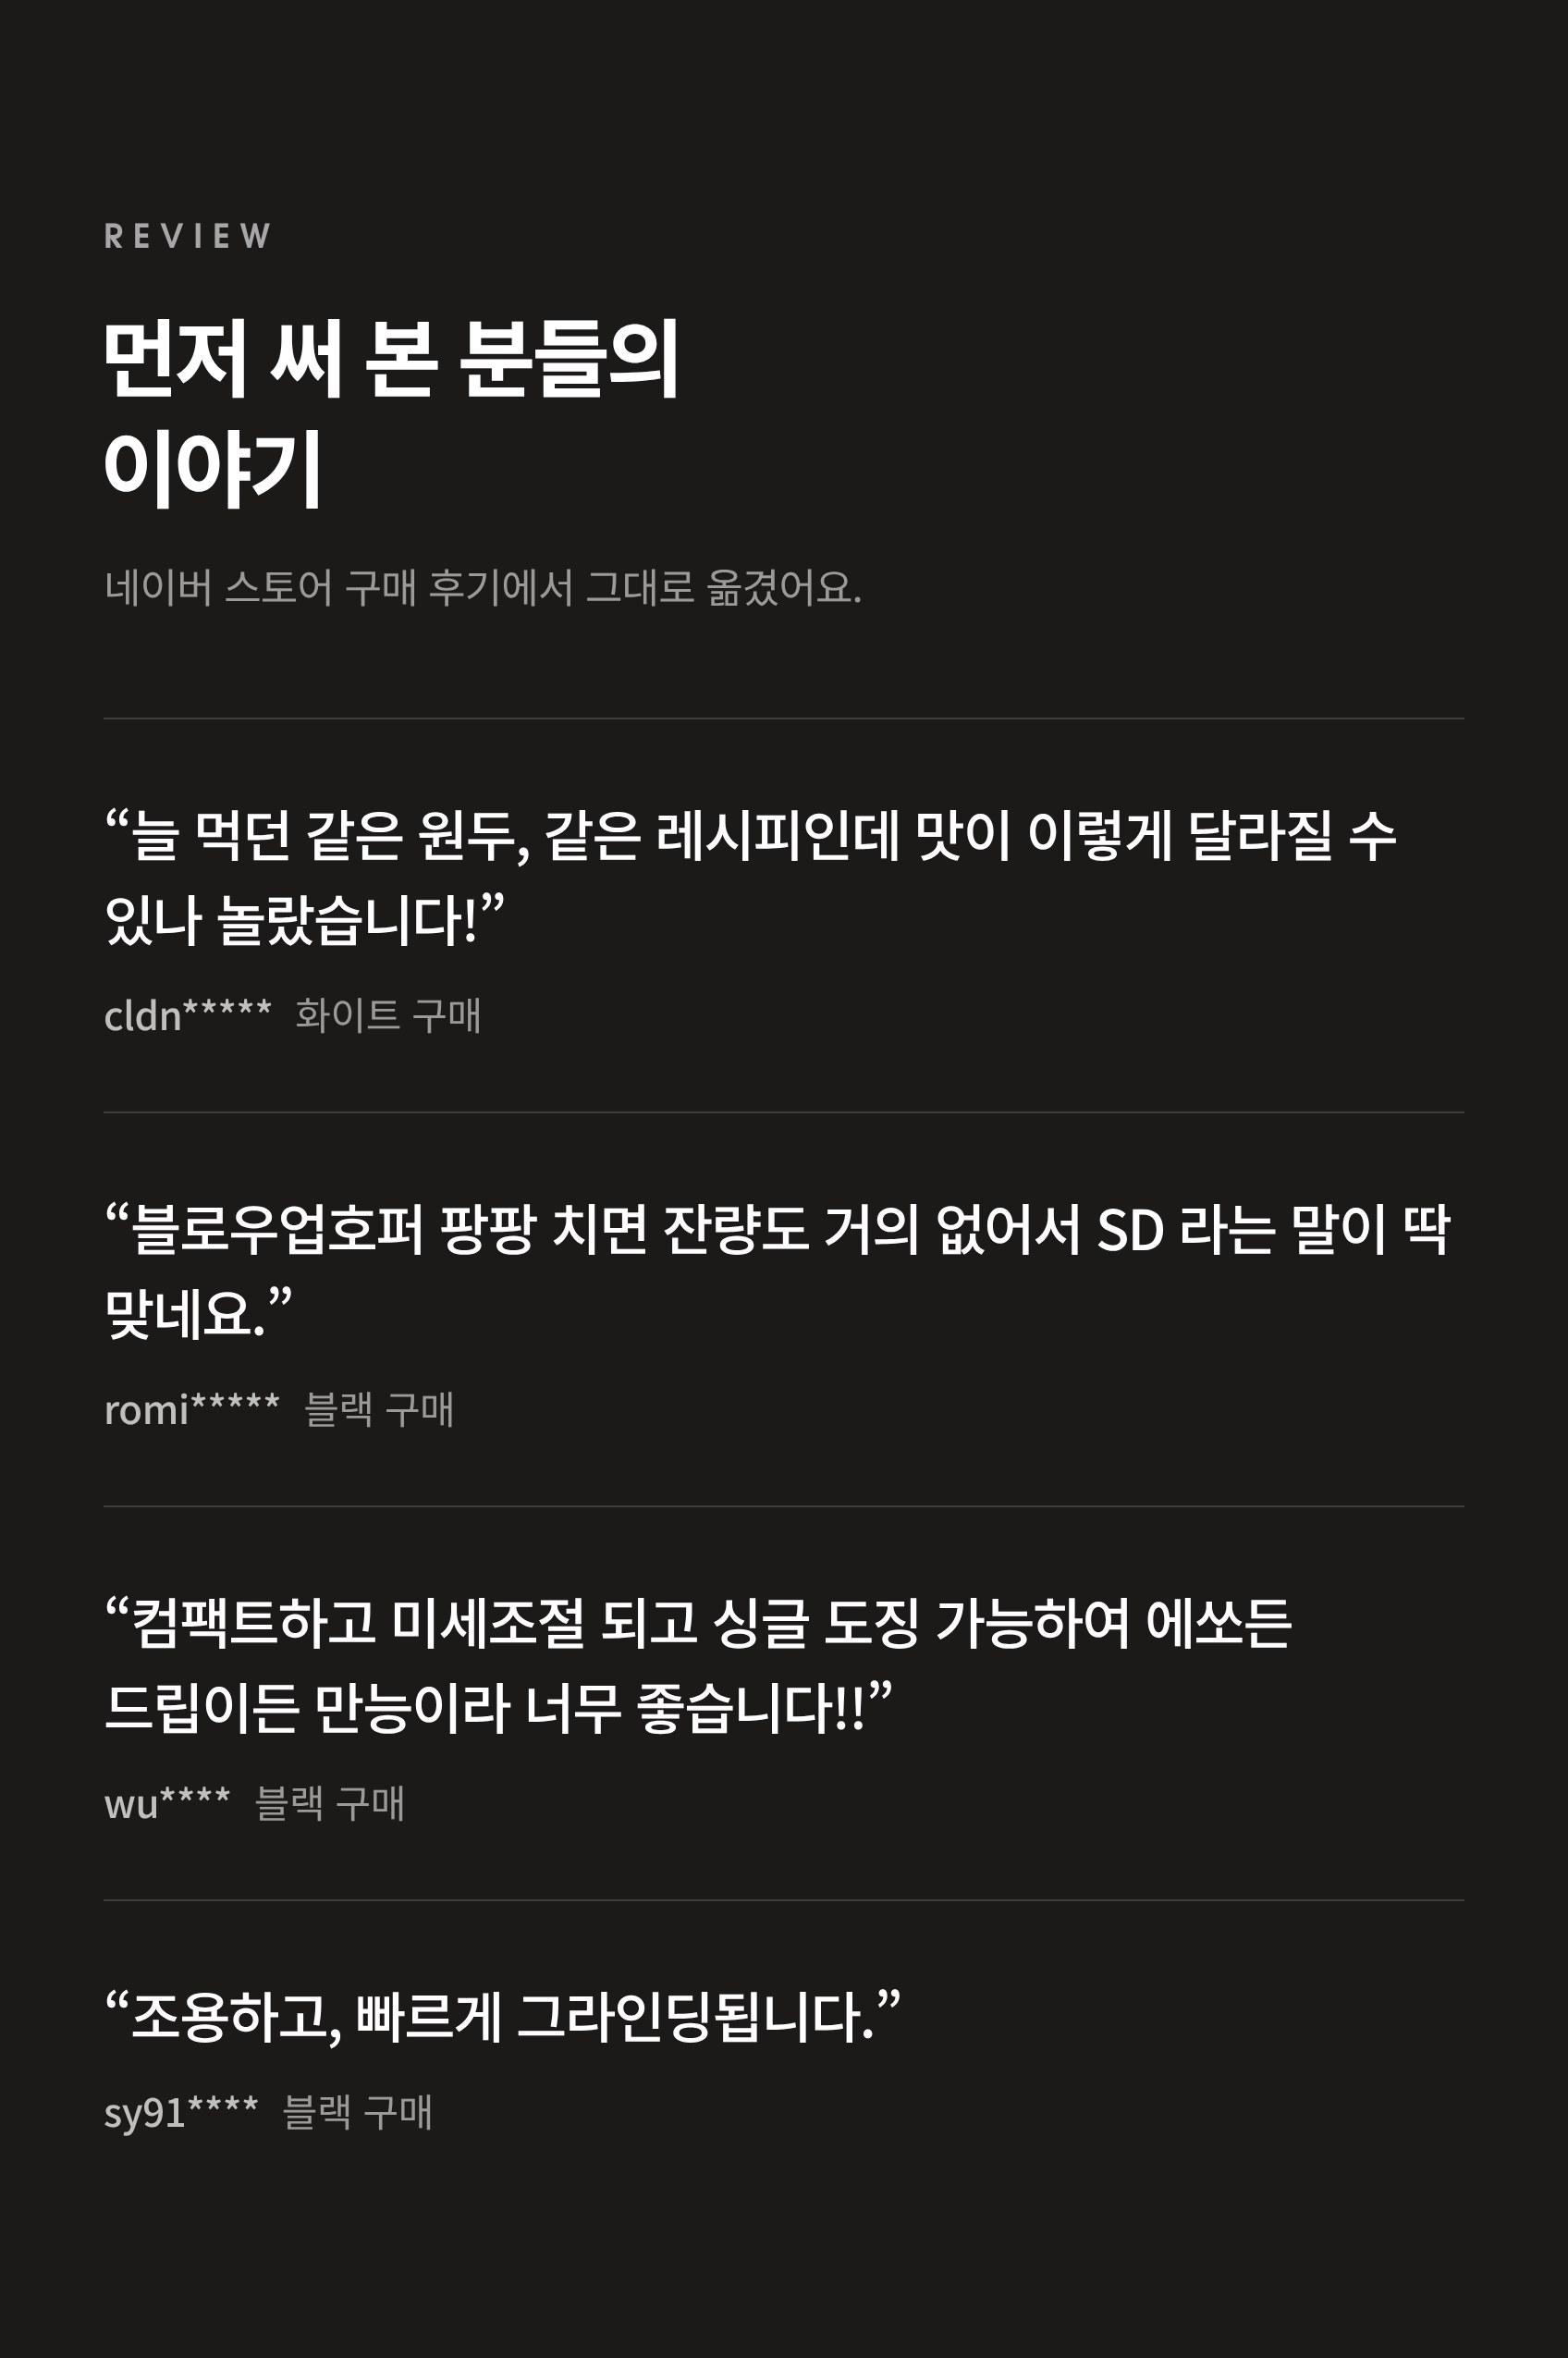 REVIEW
먼저 써 본 분들의
이야기
네이버 스토어 구매 후기에서 그대로 옮겼어요.
“늘 먹던 같은 원두, 같은 레시피인데 맛이 이렇게 달라질 수
있나 놀랐습니다!”
cldn***** 화이트 구매
“블로우업호퍼 팡팡 치면 잔량도 거의 없어서 SD 라는 말이 딱
맞네요.”
romi***** 블랙 구매
“컴팩트하고 미세조절 되고 싱글 도징 가능하여 에쏘든
드립이든 만능이라 너무 좋습니다!!”
wu**** 블랙 구매
“조용하고, 빠르게 그라인딩됩니다.”
sy91**** 블랙 구매